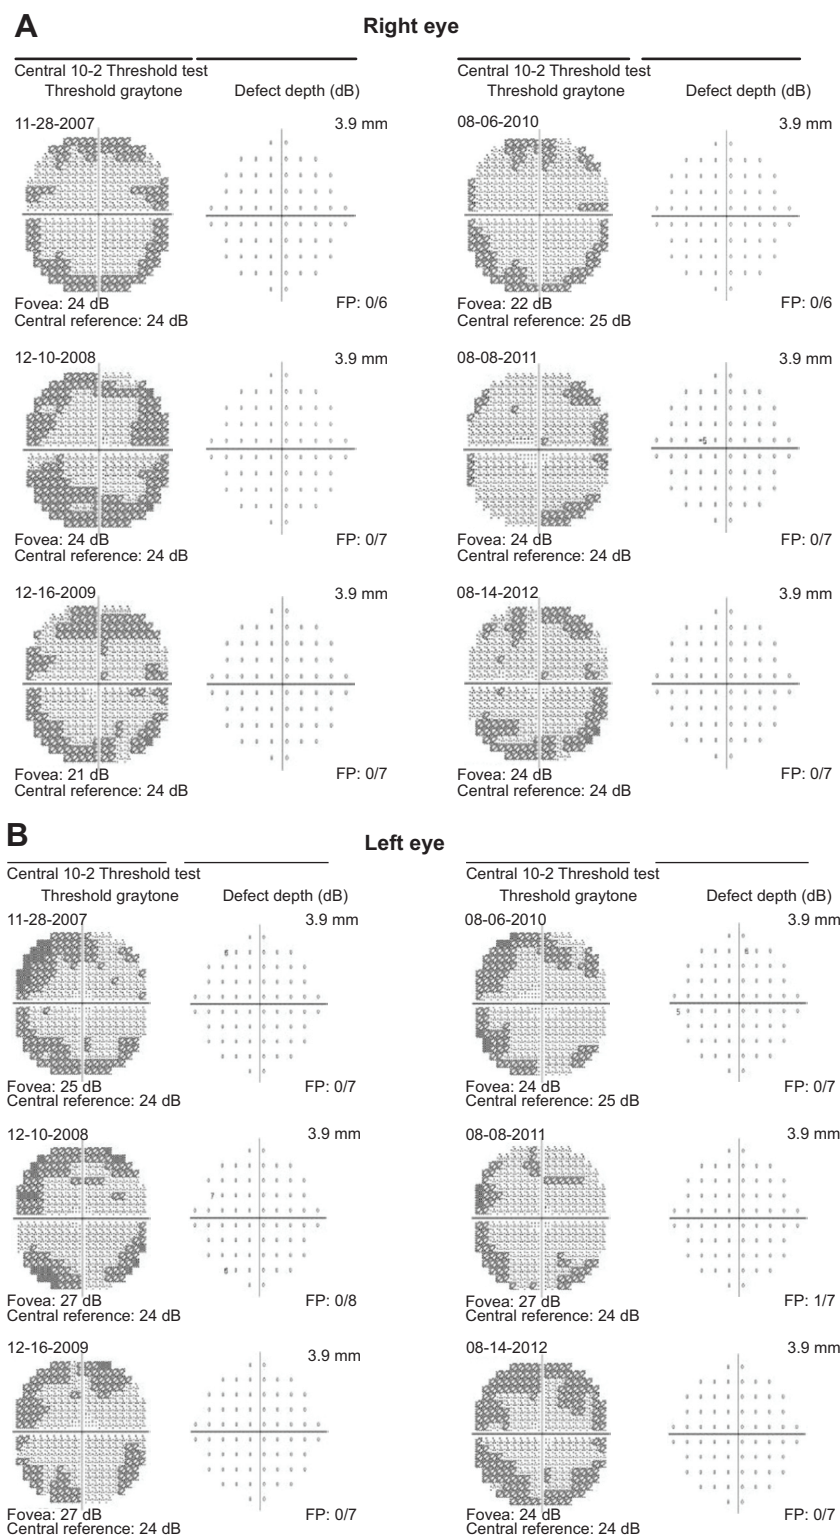 A
Right eye
Central 10-2 Threshold test
Threshold graytone Defect depth (dB)
11-28-2007 3.9 mm
Fovea: 24 dB
Central reference: 24 dB
FP: 0/6
12-10-2008 3.9 mm
Fovea: 24 dB
Central reference: 24 dB
FP: 0/7
12-16-2009 3.9 mm
Fovea: 21 dB
Central reference: 24 dB
FP: 0/7
Central 10-2 Threshold test
Threshold graytone Defect depth (dB)
08-06-2010 3.9 mm
Fovea: 22 dB
Central reference: 25 dB
FP: 0/6
08-08-2011 3.9 mm
Fovea: 24 dB
Central reference: 24 dB
FP: 0/7
08-14-2012 3.9 mm
Fovea: 24 dB
Central reference: 24 dB
FP: 0/7
B
Left eye
Central 10-2 Threshold test
Threshold graytone Defect depth (dB)
11-28-2007 3.9 mm
Fovea: 25 dB
Central reference: 24 dB
FP: 0/7
12-10-2008 3.9 mm
7
Fovea: 27 dB
Central reference: 24 dB
FP: 0/8
12-16-2009 3.9 mm
Fovea: 27 dB
Central reference: 24 dB
FP: 0/7
Central 10-2 Threshold test
Threshold graytone Defect depth (dB)
08-06-2010 3.9 mm
5
Fovea: 24 dB
Central reference: 25 dB
FP: 0/7
08-08-2011 3.9 mm
Fovea: 27 dB
Central reference: 24 dB
FP: 1/7
08-14-2012 3.9 mm
Fovea: 24 dB
Central reference: 24 dB
FP: 0/7